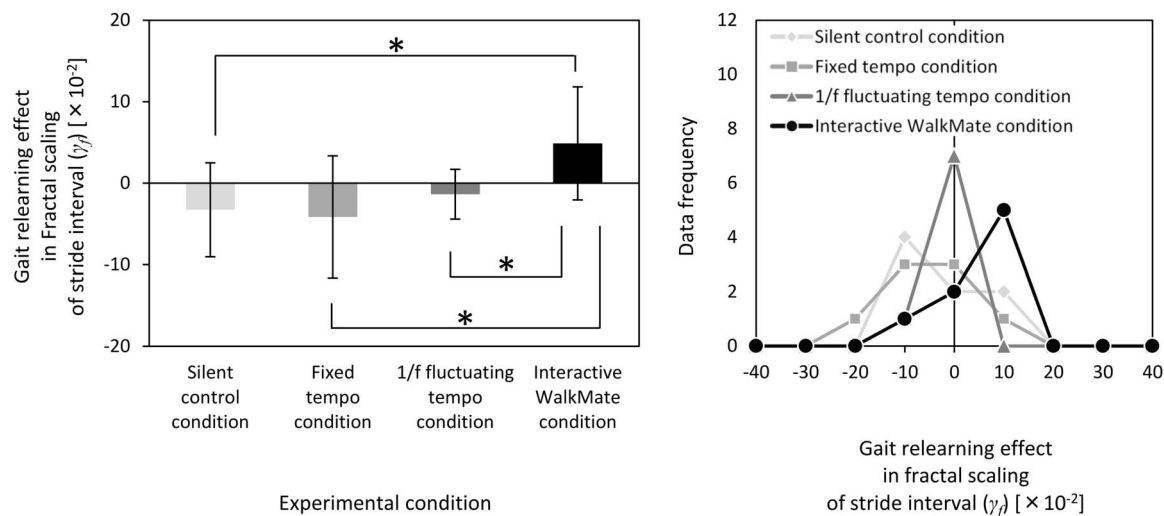 Gait relearning effect
in Fractal scaling
of stride interval (γf) [×10-2]
20
10
0
-10
-20
*
*
*
Silent
control
condition
Fixed
tempo
condition
1/f fluctuating
tempo
condition
Interactive
WalkMate
condition
Experimental condition
Data frequency
12
10
8
6
4
2
0
Silent control condition
Fixed tempo condition
1/f fluctuating tempo condition
Interactive WalkMate condition
-40 -30 -20 -10 0 10 20 30 40
Gait relearning effect
in fractal scaling
of stride interval (γf) [×10-2]